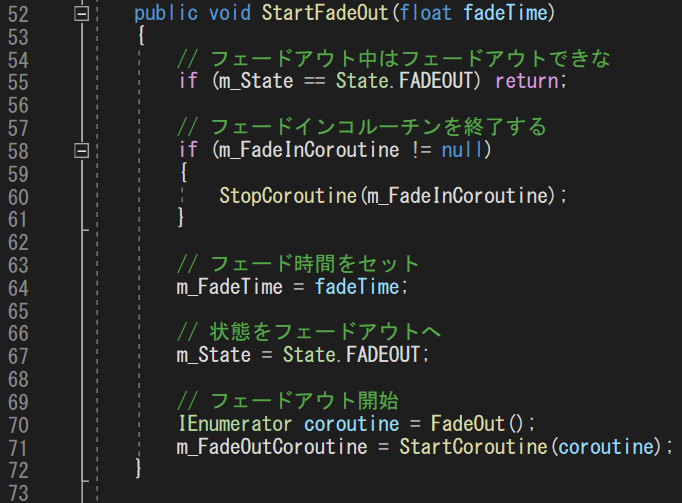 52 public void StartFadeOut(float fadeTime)
53 {
54 // フェードアウト中はフェードアウトできな
55 if (m_State == State.FADEOUT) return;
56
57 // フェードインコルーチンを終了する
58 if (m_FadeInCoroutine != null)
59 {
60 StopCoroutine(m_FadeInCoroutine);
61 }
62
63 // フェード時間をセット
64 m_FadeTime = fadeTime;
65
66 // 状態をフェードアウトへ
67 m_State = State.FADEOUT;
68
69 // フェードアウト開始
70 IEnumerator coroutine = FadeOut();
71 m_FadeOutCoroutine = StartCoroutine(coroutine);
72 }
73